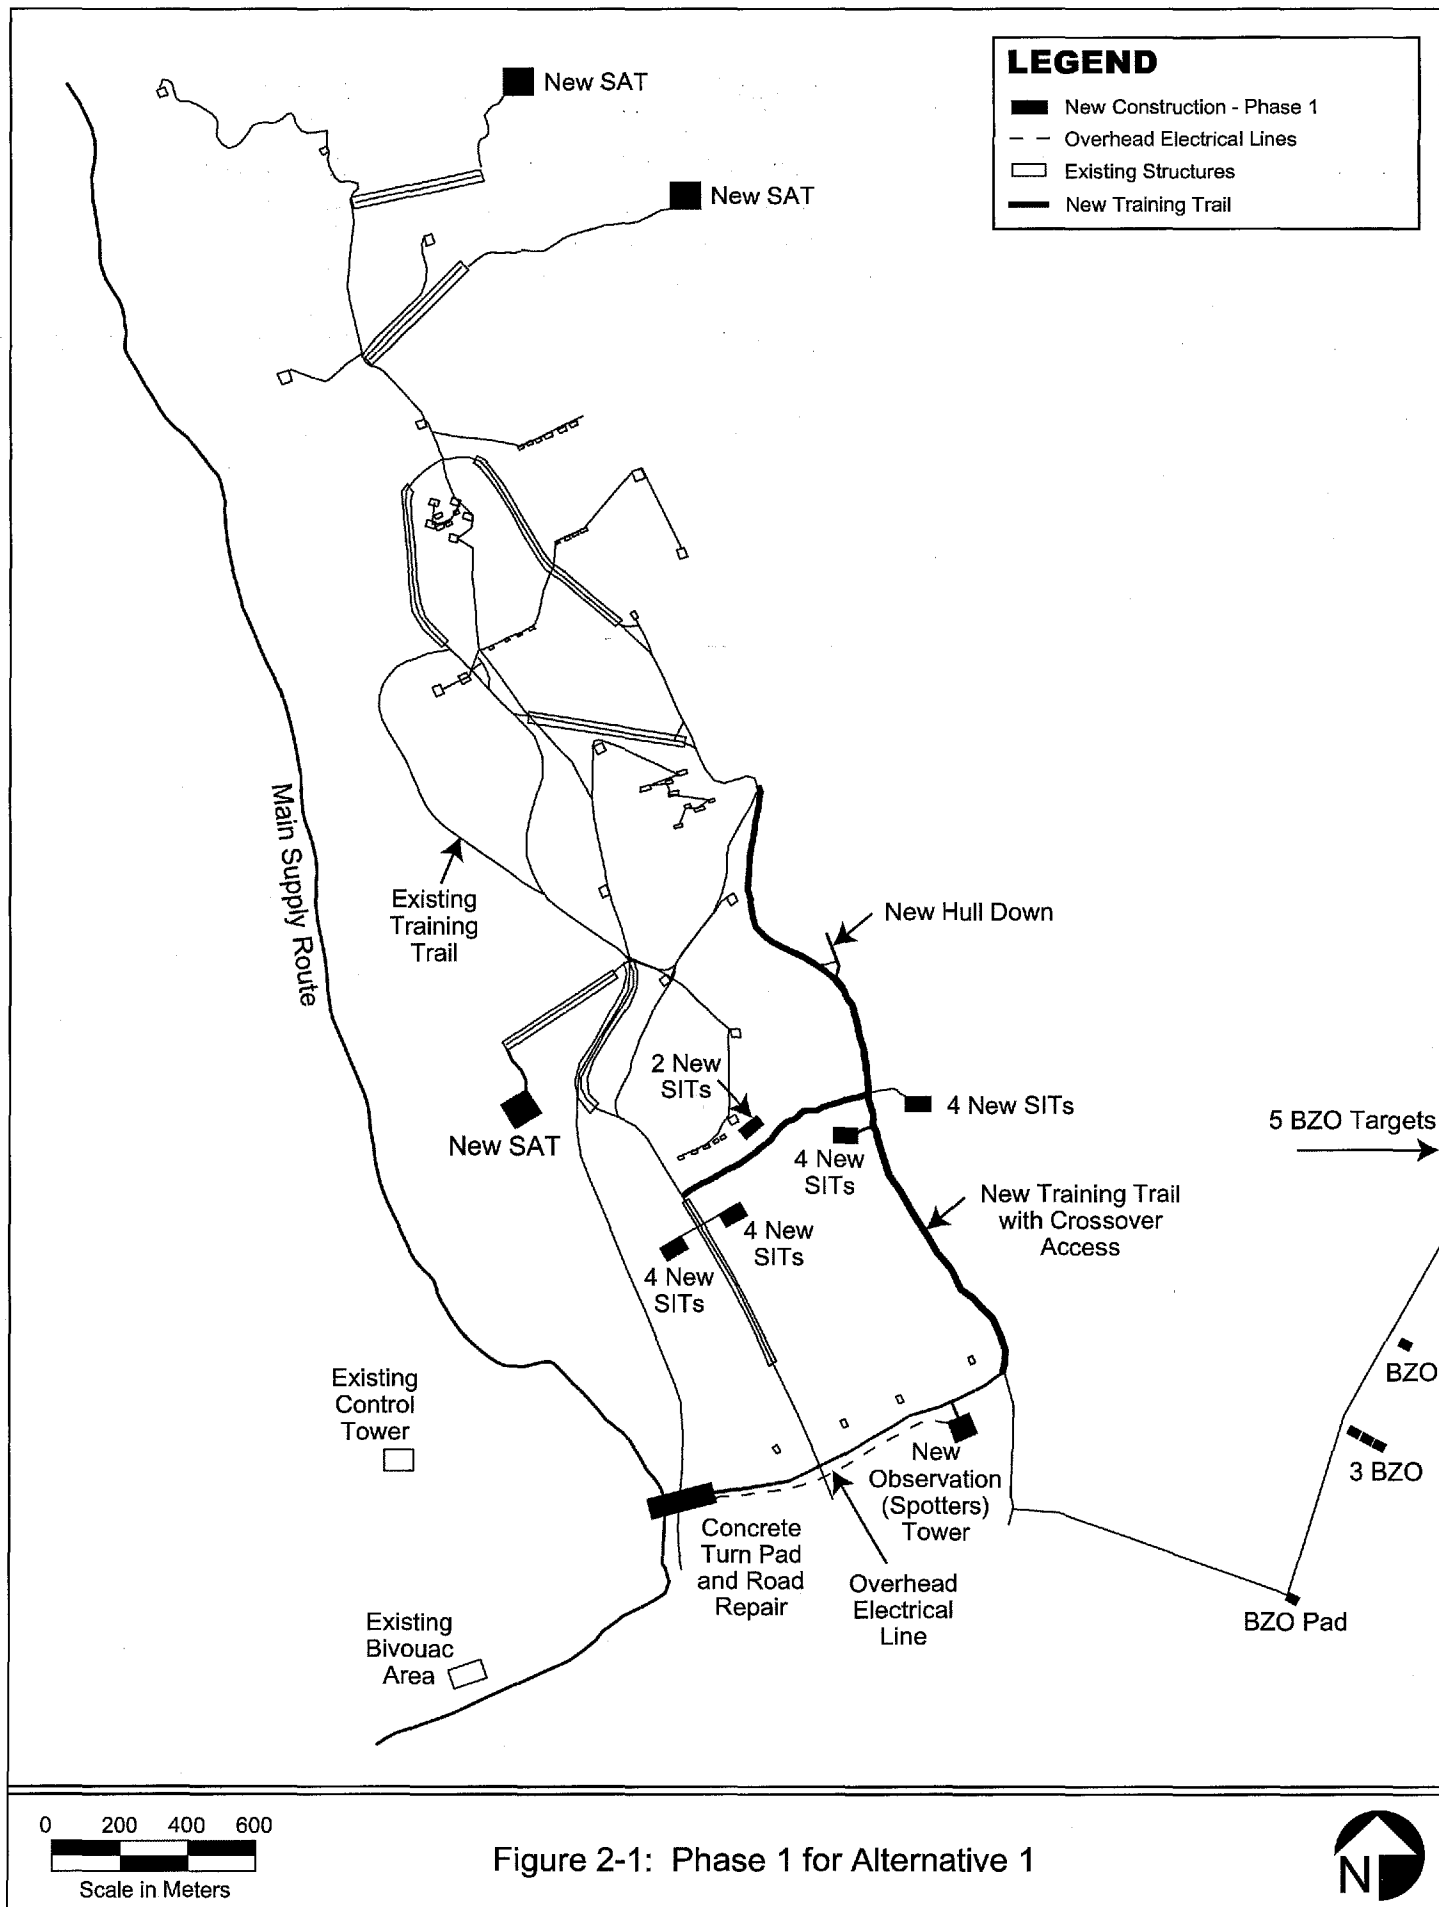 LEGEND
New Construction - Phase 1
Overhead Electrical Lines
Existing Structures
New Training Trail
New SAT
New SAT
Main Supply Route
Existing
Training
Trail
New Hull Down
2 New
SITs
4 New SITs
New SAT
4 New
SITs
5 BZO Targets
New Training Trail
with Crossover
Access
4 New
SITs
4 New
SITs
BZO
3 BZO
Existing
Control
Tower
New
Observation
(Spotters)
Tower
Concrete
Turn Pad
and Road
Repair
Overhead
Electrical
Line
BZO Pad
Existing
Bivouac
Area
0 200 400 600
Scale in Meters
Figure 2-1: Phase 1 for Alternative 1
N